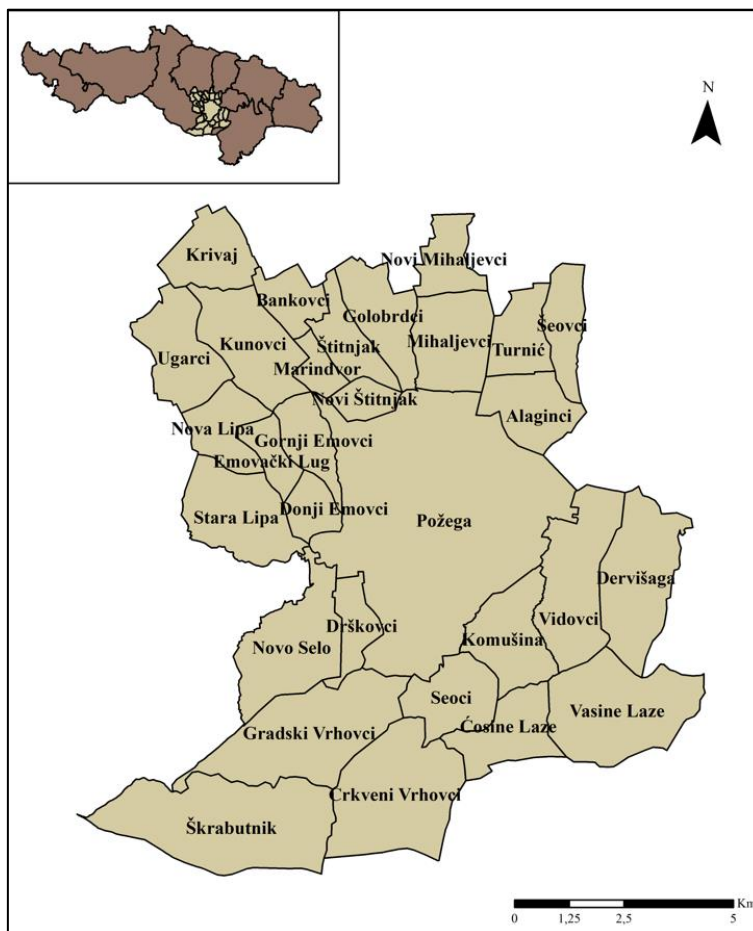 N
Krivaj
Novi Mihaljevci
Bankovci
Golobrdci
Šeovci
Ugarci
Kunovci
Štitnjak
Mihaljevci
Turnić
Marindvor
Novi Štitnjak
Alaginci
Nova Lipa
Gornji Emovci
Emovački Lug
Stara Lipa
Donji Emovci
Požega
Dervišaga
Vidovci
Drškovci
Komušina
Novo Selo
Seoci
Vasine Laze
Gradski Vrhovci
Ćosine Laze
Crkveni Vrhovci
Škrabutnik
Km
0 1,25 2,5 5